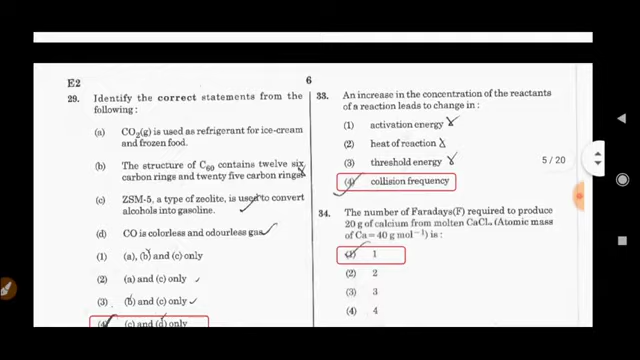 E2
6
29. Identify the correct statements from the
following:
(a) CO₂(g) is used as refrigerant for ice-cream
and frozen food.
(b) The structure of C₆₀ contains twelve six
carbon rings and twenty five carbon rings.
(c) ZSM-5, a type of zeolite, is used to convert
alcohols into gasoline.
(d) CO is colorless and odourless gas.
(1) (a), (b) and (c) only
(2) (a) and (c) only
(3) (b) and (c) only
(4) (c) and (d) only
33. An increase in the concentration of the reactants
of a reaction leads to change in :
(1) activation energy
(2) heat of reaction
(3) threshold energy
(4) collision frequency
34. The number of Faradays(F) required to produce
20 g of calcium from molten CaCl₂ (Atomic mass
of Ca = 40 g mol⁻¹) is :
(1) 1
(2) 2
(3) 3
(4) 4
5 / 20